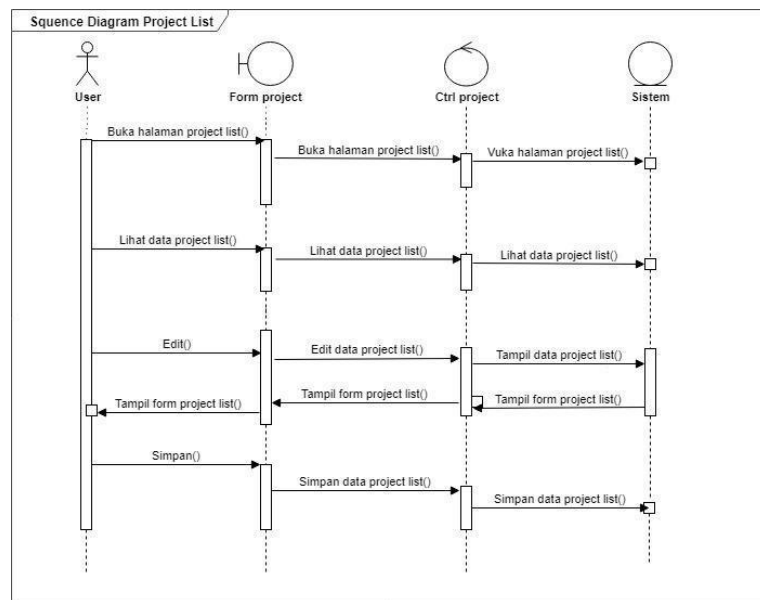 Squence Diagram Project List
User
Form project
Ctrl project
Sistem
Buka halaman project list()
Buka halaman project list()
Vuka halaman project list()
Lihat data project list()
Lihat data project list()
Lihat data project list()
Edit()
Edit data project list()
Tampil data project list()
Tampil form project list()
Tampil form project list()
Tampil form project list()
Simpan()
Simpan data project list()
Simpan data project list()